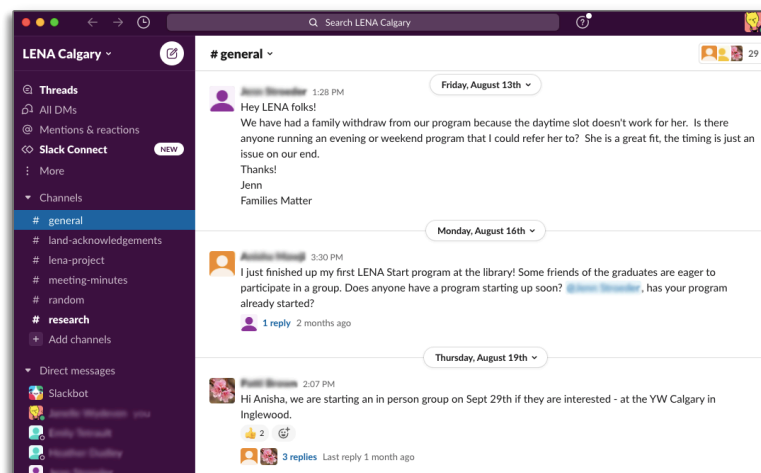 Search LENA Calgary
LENA Calgary
# general
29
Threads
All DMs
Mentions & reactions
Slack Connect NEW
More
Channels
# general
# land-acknowledgements
# lena-project
# meeting-minutes
# random
# research
+ Add channels
Direct messages
Slackbot
you
Friday, August 13th
1:28 PM
Hey LENA folks!
We have had a family withdraw from our program because the daytime slot doesn't work for her. Is there
anyone running an evening or weekend program that I could refer her to? She is a great fit, the timing is just an
issue on our end.
Thanks!
Jenn
Families Matter
Monday, August 16th
3:30 PM
I just finished up my first LENA Start program at the library! Some friends of the graduates are eager to
participate in a group. Does anyone have a program starting up soon? , has your program
already started?
1 reply 2 months ago
Thursday, August 19th
2:07 PM
Hi Anisha, we are starting an in person group on Sept 29th if they are interested - at the YW Calgary in
Inglewood.
2
3 replies Last reply 1 month ago